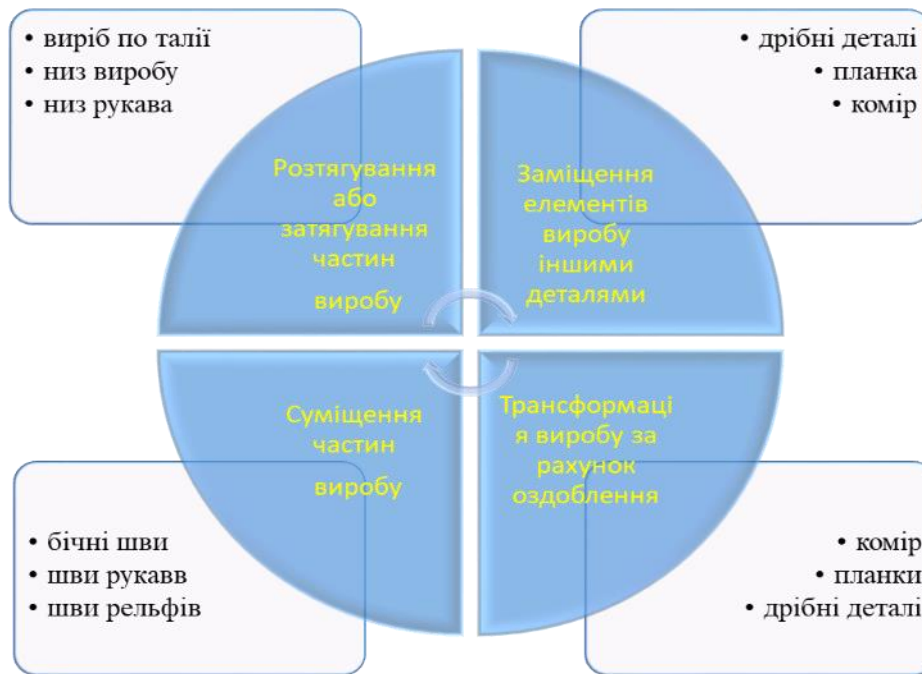 • виріб по талії
• низ виробу
• низ рукава
Розтягування
або
затягування
частин
виробу
• дрібні деталі
• планка
• комір
Заміщення
елементів
виробу
іншими
деталями
Суміщення
частин
виробу
• бічні шви
• шви рукавв
• шви рельфів
Трансформаці
я виробу за
рахунок
оздоблення
• комір
• планки
• дрібні деталі